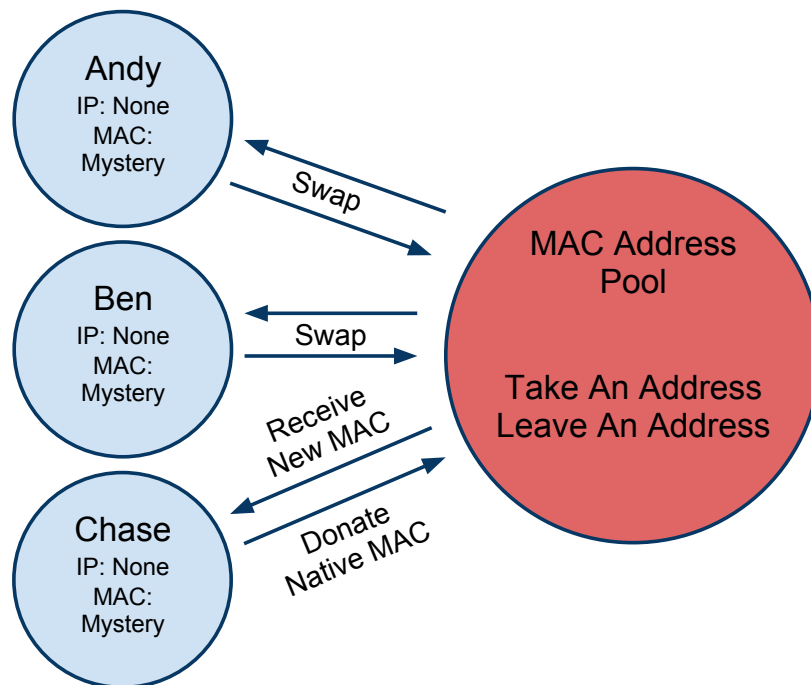 Andy
IP: None
MAC:
Mystery
Swap
MAC Address
Pool
Ben
IP: None
MAC:
Mystery
Swap
Take An Address
Leave An Address
Receive
New MAC
Chase
IP: None
MAC:
Mystery
Donate
Native MAC